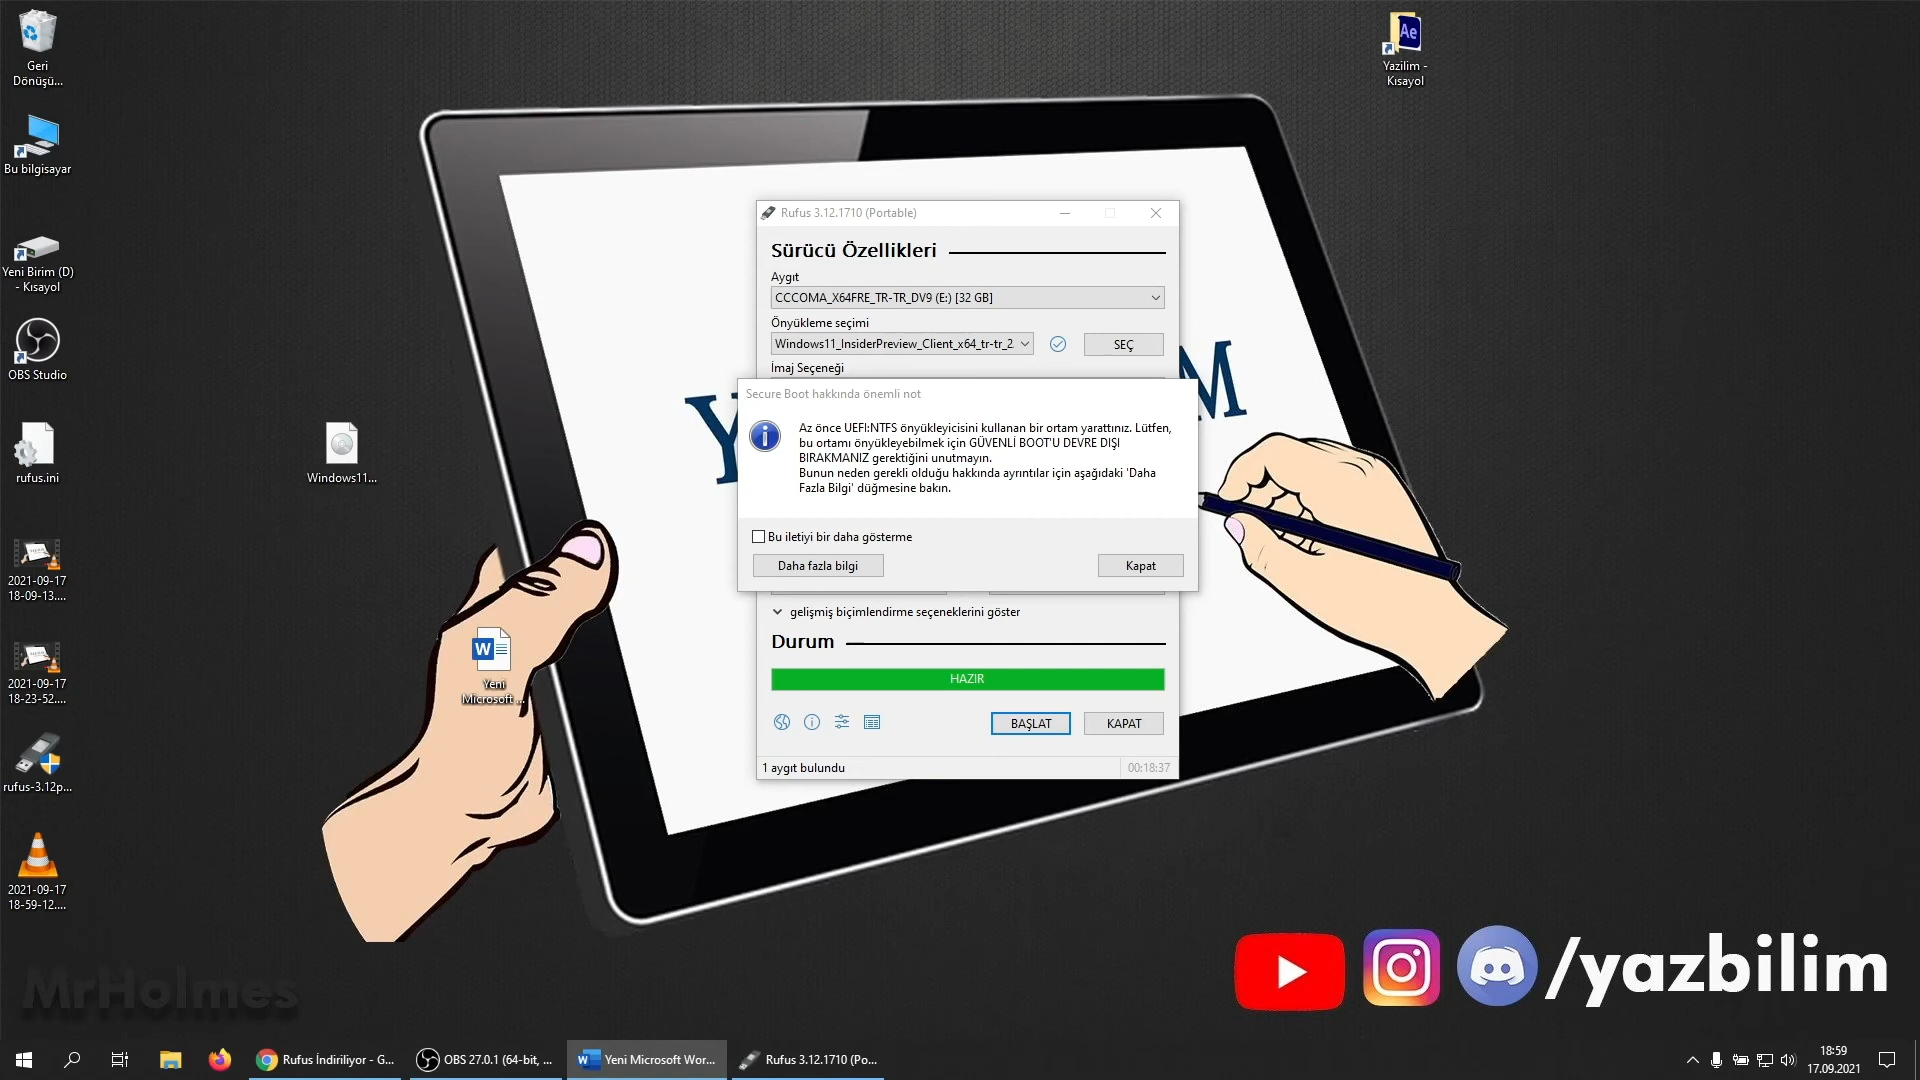 Geri
Dönüşü...
Bu bilgisayar
Yeni Birim (D)
- Kısayol
OBS Studio
rufus.ini
2021-09-17
18-09-13....
2021-09-17
18-23-52....
rufus-3.12p...
2021-09-17
18-59-12....
Windows11...
Yeni
Microsoft ...
Ae
Yazilim -
Kısayol
Rufus 3.12.1710 (Portable)
Sürücü Özellikleri
Aygıt
CCCOMA_X64FRE_TR-TR_DV9 (E:) [32 GB]
Önyükleme seçimi
Windows11_InsiderPreview_Client_x64_tr-tr_2
SEÇ
İmaj Seçeneği
Secure Boot hakkında önemli not
Az önce UEFI:NTFS önyükleyicisini kullanan bir ortam yarattınız. Lütfen,
bu ortamı önyükleyebilmek için GÜVENLİ BOOT'U DEVRE DIŞI
BIRAKMANIZ gerektiğini unutmayın.
Bunun neden gerekli olduğu hakkında ayrıntılar için aşağıdaki 'Daha
Fazla Bilgi' düğmesine bakın.
Bu iletiyi bir daha gösterme
Daha fazla bilgi
Kapat
gelişmiş biçimlendirme seçeneklerini göster
Durum
HAZIR
BAŞLAT
KAPAT
1 aygıt bulundu
00:18:37
Y
M
MrHolmes
/yazbilim
Rufus İndiriliyor - G...
OBS 27.0.1 (64-bit, ...
Yeni Microsoft Wor...
Rufus 3.12.1710 (Po...
18:59
17.09.2021